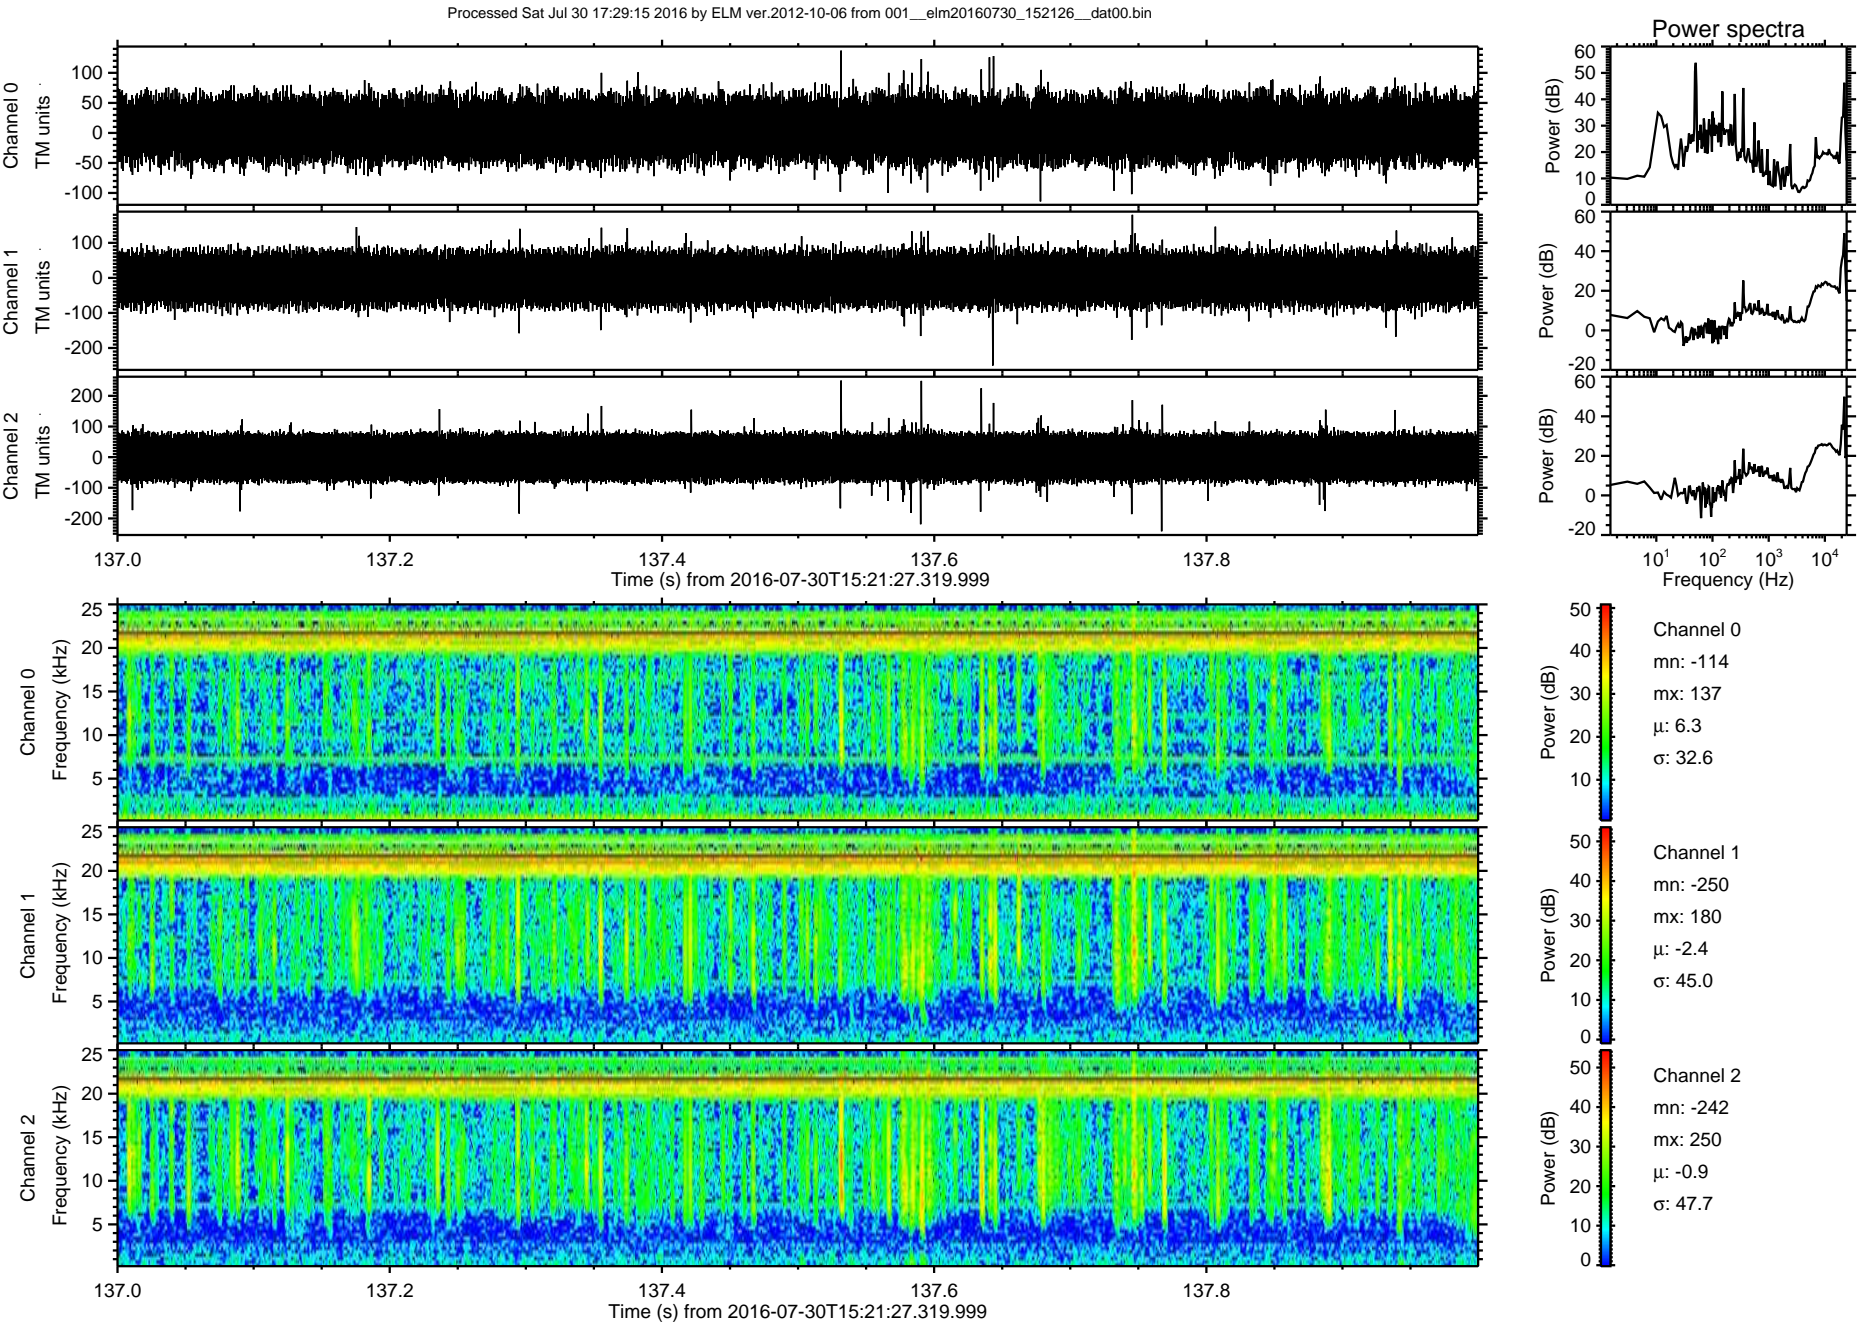 Processed Sat Jul 30 17:29:15 2016 by ELM ver.2012-10-06 from 001__elm20160730_152126__dat00.bin
Power spectra
Channel 0
TM units
100
50
0
-50
-100
Power (dB)
60
50
40
30
20
10
0
Channel 1
TM units
100
0
-100
-200
Power (dB)
60
40
20
0
-20
Channel 2
TM units
200
100
0
-100
-200
Power (dB)
60
40
20
0
-20
137.0 137.2 137.4 137.6 137.8
Time (s) from 2016-07-30T15:21:27.319.999
10^1 10^2 10^3 10^4
Frequency (Hz)
Channel 0
Frequency (kHz)
25
20
15
10
5
Power (dB)
50
40
30
20
10
Channel 0
mn: -114
mx: 137
μ: 6.3
σ: 32.6
Channel 1
Frequency (kHz)
25
20
15
10
5
Power (dB)
50
40
30
20
10
0
Channel 1
mn: -250
mx: 180
μ: -2.4
σ: 45.0
Channel 2
Frequency (kHz)
25
20
15
10
5
Power (dB)
50
40
30
20
10
0
Channel 2
mn: -242
mx: 250
μ: -0.9
σ: 47.7
137.0 137.2 137.4 137.6 137.8
Time (s) from 2016-07-30T15:21:27.319.999